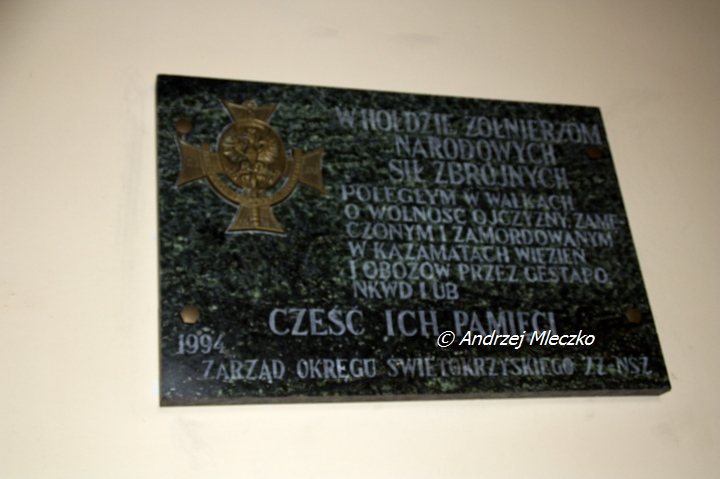 W HOŁDZIE ŻOŁNIERZOM
NARODOWYCH
SIŁ ZBROJNYCH
POLEGŁYM W WALKACH
O WOLNOŚĆ OJCZYZNY, ZAMĘ
CZONYM I ZAMORDOWANYM
W KAZAMATACH WIĘZIEŃ
I OBOZÓW PRZEZ GESTAPO
NKWD I UB
CZEŚĆ ICH PAMIĘCI
© Andrzej Mleczko
1994
ZARZĄD OKRĘGU ŚWIĘTOKRZYSKIEGO ZŻ NSZ